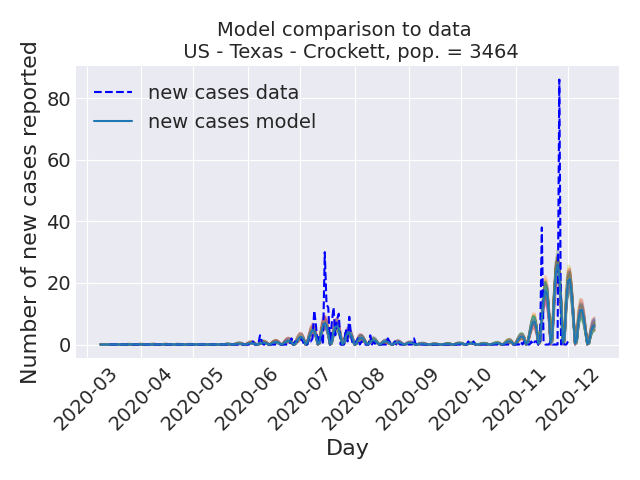 Model comparison to data
US - Texas - Crockett, pop. = 3464
Number of new cases reported
80
60
40
20
0
new cases data
new cases model
2020-03
2020-04
2020-05
2020-06
2020-07
2020-08
2020-09
2020-10
2020-11
2020-12
Day